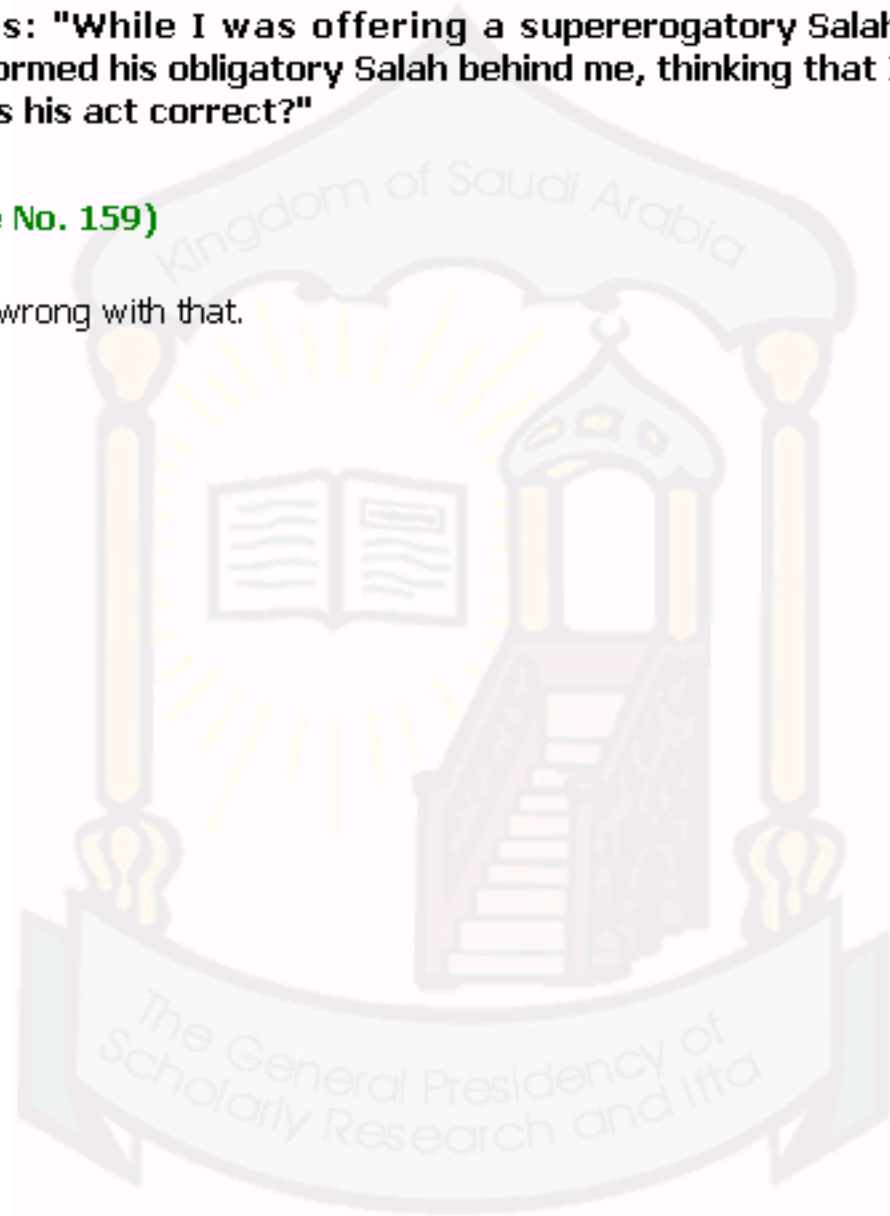 s: "While I was offering a supererogatory Salah
ormed his obligatory Salah behind me, thinking that
s his act correct?"
No. 159)
wrong with that.
Kingdom of Saudi Arabia
The General Presidency of
Scholarly Research and Ifta